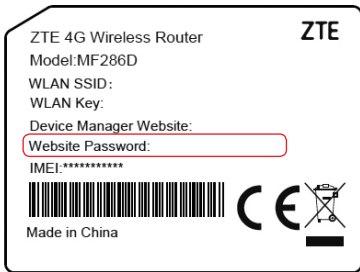 ZTE 4G Wireless Router
ZTE
Model:MF286D
WLAN SSID:
WLAN Key:
Device Manager Website:
Website Password:
IMEI:***********
CE
Made in China